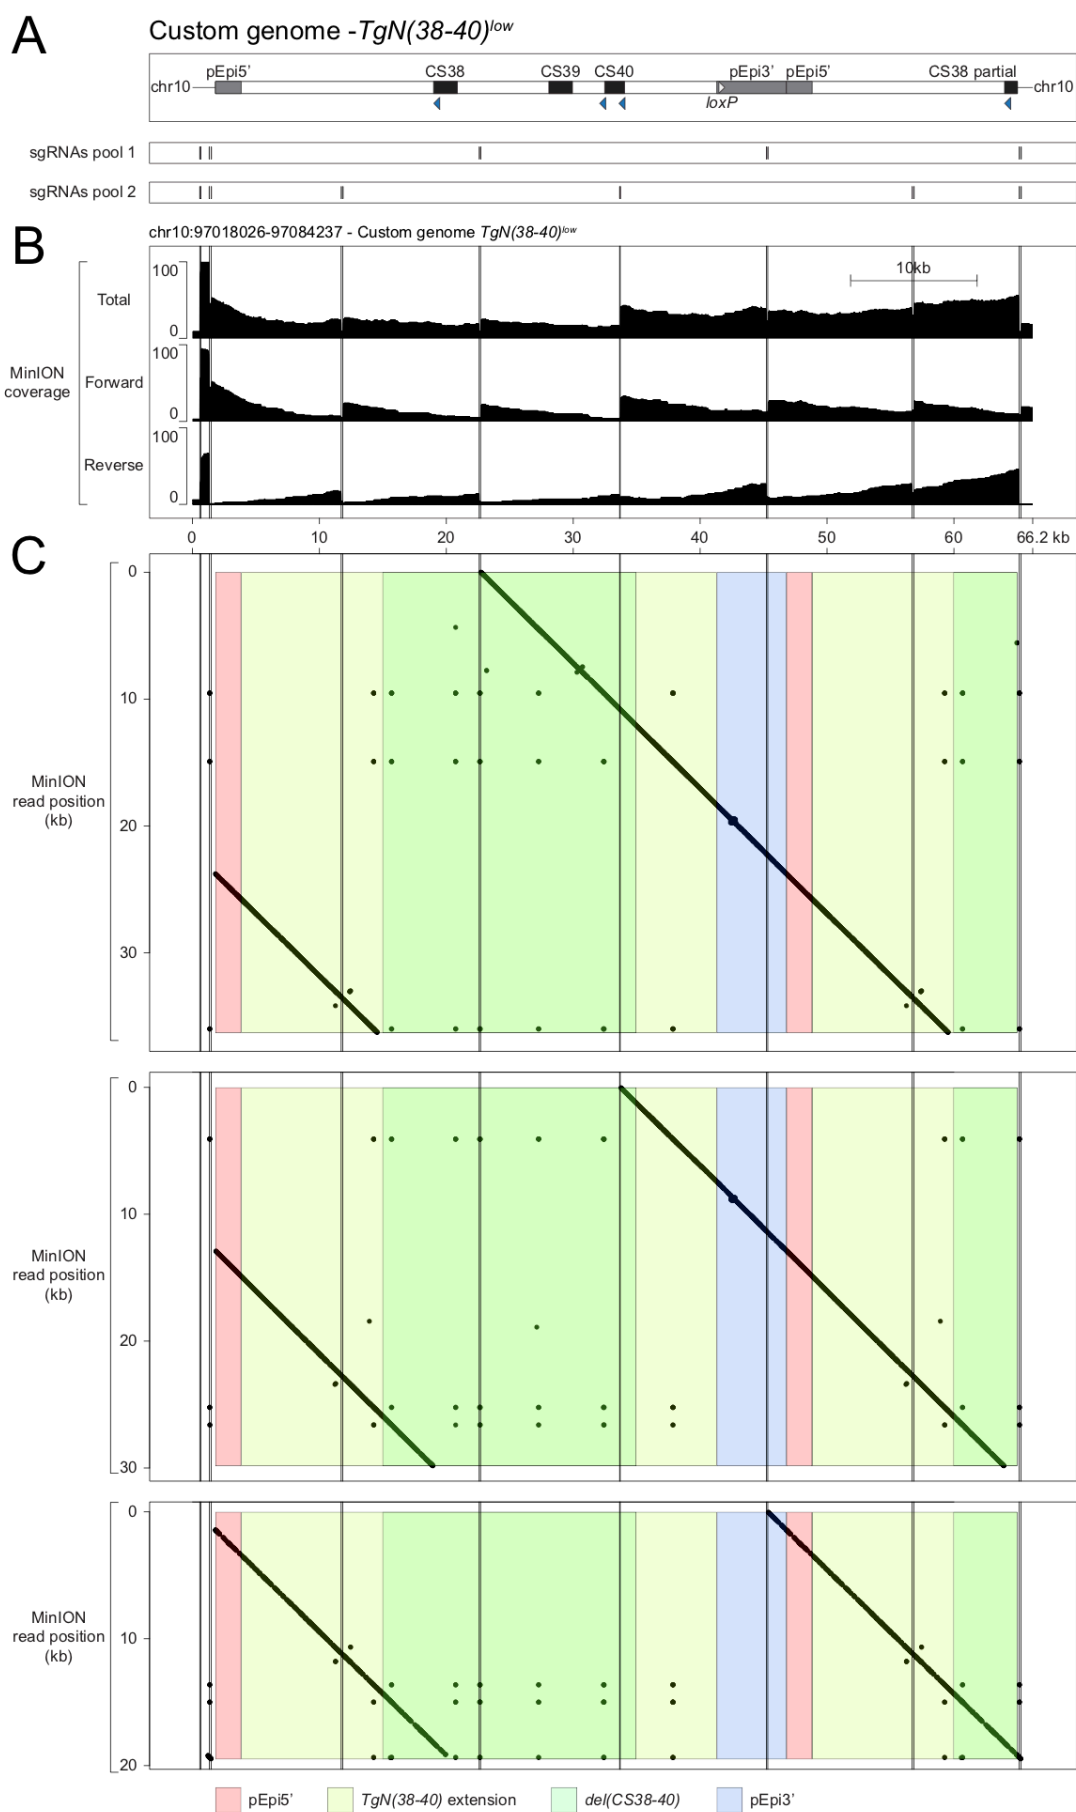 A
Custom genome -TgN(38-40)low
pEpi5' CS38 CS39 CS40 pEpi3' pEpi5' CS38 partial
chr10 chr10
loxP
sgRNAs pool 1
sgRNAs pool 2
B
chr10:97018026-97084237 - Custom genome TgN(38-40)low
100
10kb
Total
0
100
MinION
coverage
Forward
0
100
Reverse
0
0 10 20 30 40 50 60 66.2 kb
C
0
10
MinION
read position
(kb)
20
30
0
10
MinION
read position
(kb)
20
30
0
MinION
read position
(kb)
10
20
pEpi5' TgN(38-40) extension del(CS38-40) pEpi3'